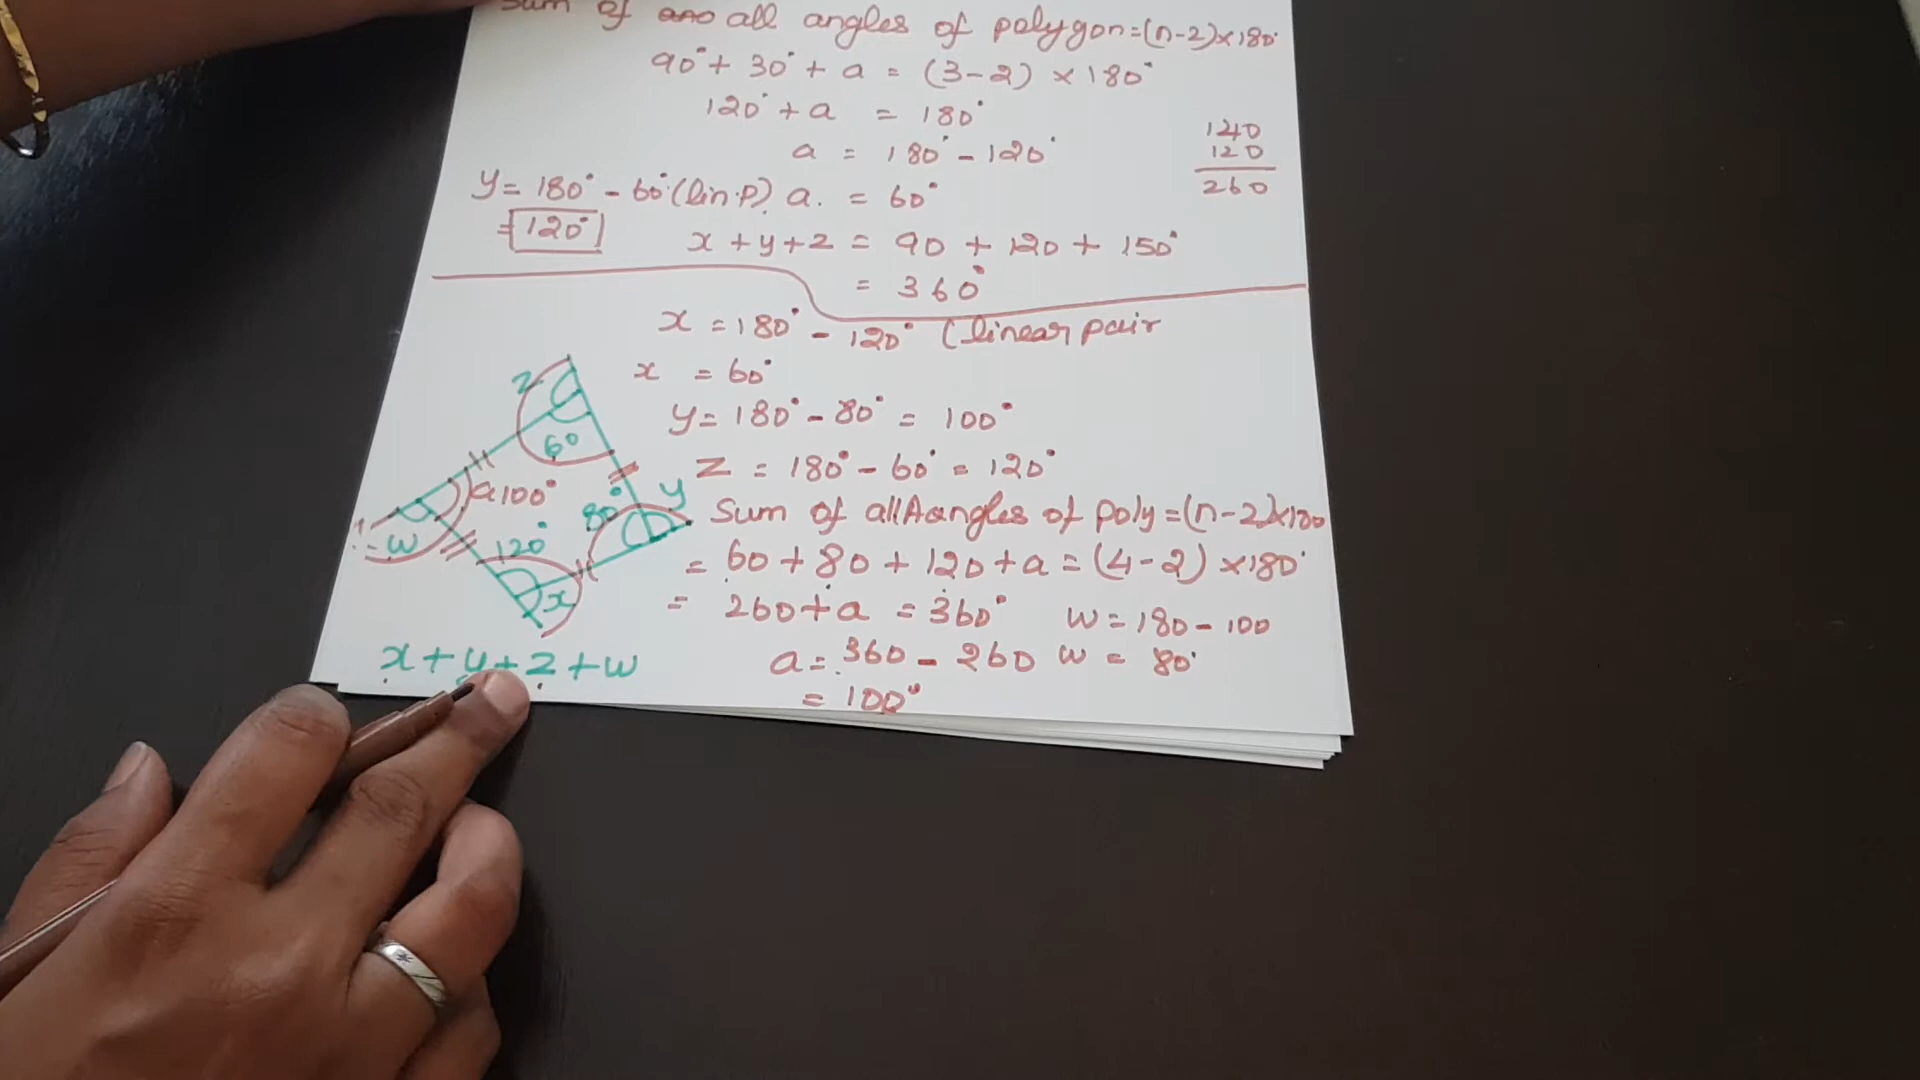 Sum of all angles of polygon=(n-2)×180°
90°+30°+a = (3-2) ×180°
120°+a = 180°
a = 180°-120°
140
120
260
y=180°-60°(lin.P) a. = 60°
=120°
x+y+z = 90 + 120 + 150°
= 360°
x =180°-120° (linear pair
x = 60°
y=180°-80° = 100°
z = 180°-60° = 120°
Sum of all angles of poly=(n-2)×180
= 60+80+120+a=(4-2)×180°
= 260+a =360°
w=180-100
a= 360 - 260
w = 80°
= 100°
z
60
a100°
80°
y
w
120°
x
x+y+z+w